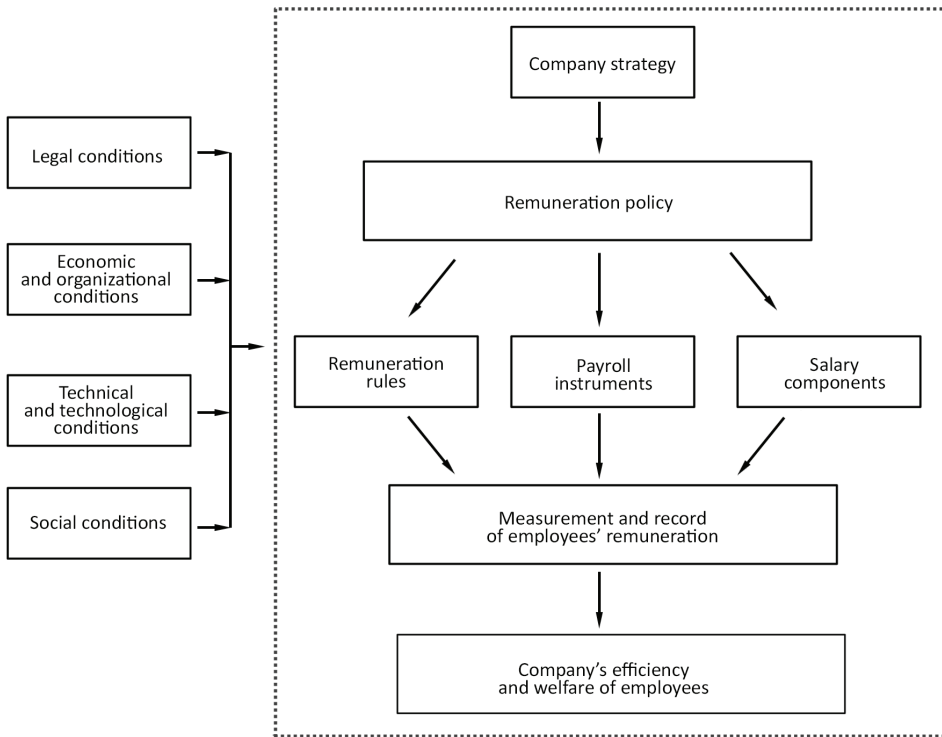 Company strategy
Legal conditions
Remuneration policy
Economic
and organizational
conditions
Remuneration
rules
Payroll
instruments
Salary
components
Technical
and technological
conditions
Social conditions
Measurement and record
of employees’ remuneration
Company’s efficiency
and welfare of employees